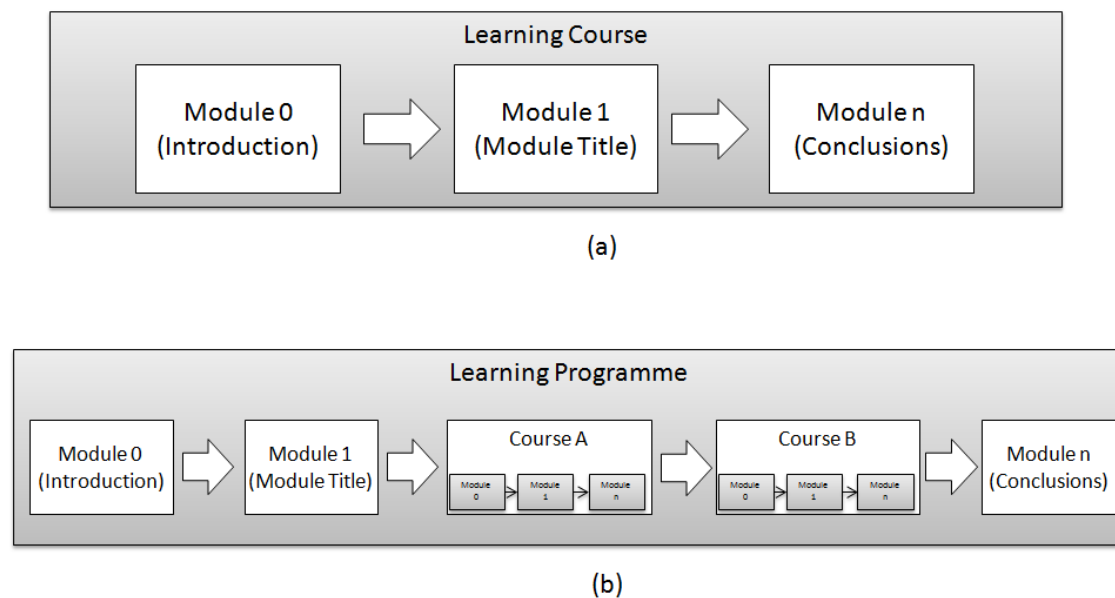 Learning Course
Module 0
(Introduction)
Module 1
(Module Title)
Module n
(Conclusions)
(a)
Learning Programme
Module 0
(Introduction)
Module 1
(Module Title)
Course A
Module
0
Module
1
Module
n
Course B
Module
0
Module
1
Module
n
Module n
(Conclusions)
(b)